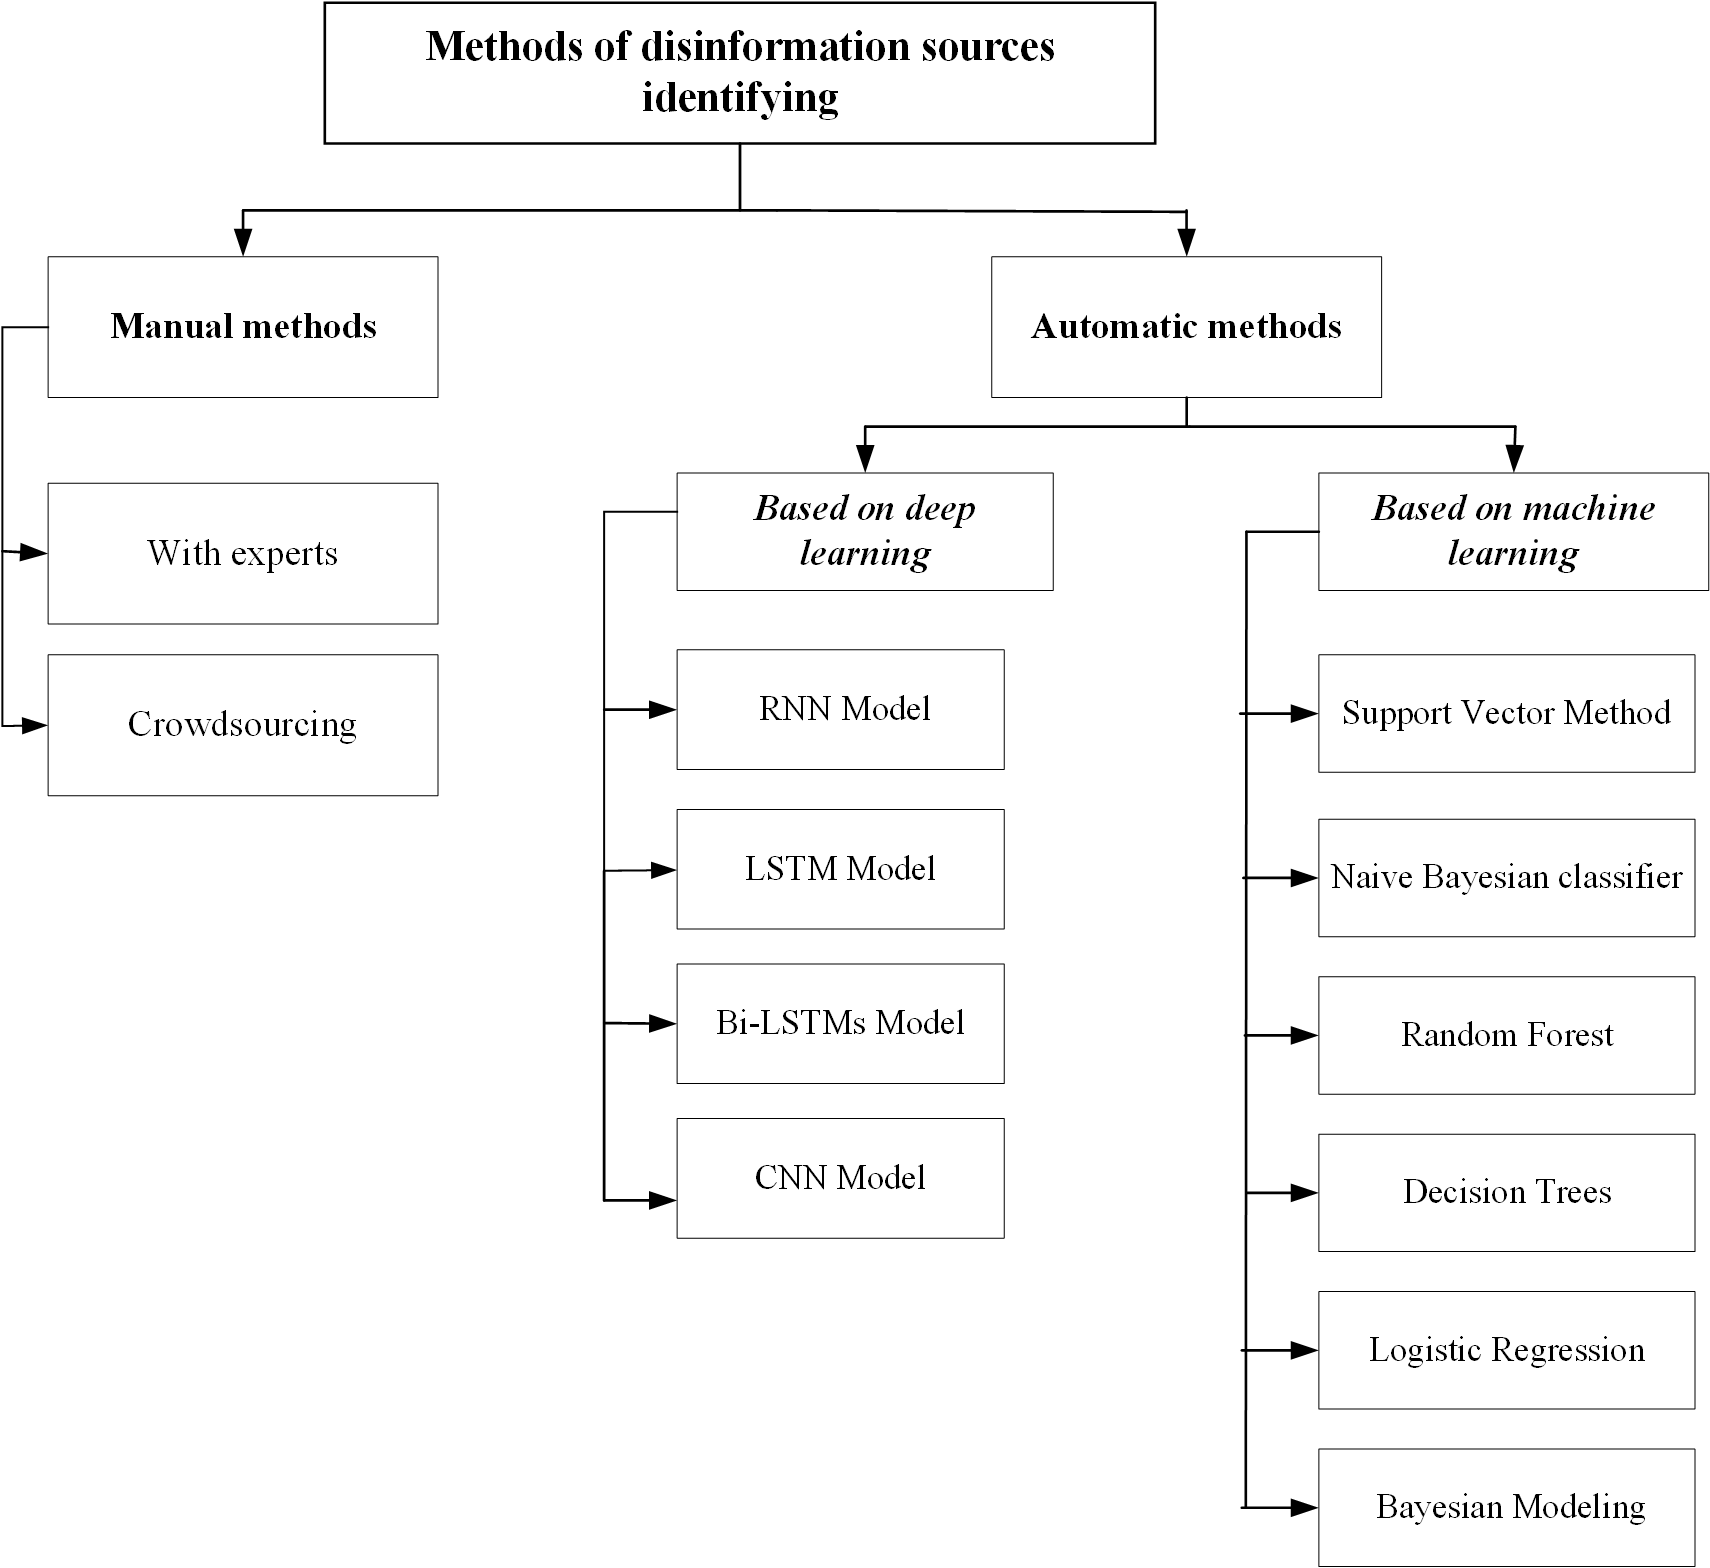 Methods of disinformation sources
identifying
Manual methods
Automatic methods
With experts
Crowdsourcing
Based on deep
learning
RNN Model
LSTM Model
Bi-LSTMs Model
CNN Model
Based on machine
learning
Support Vector Method
Naive Bayesian classifier
Random Forest
Decision Trees
Logistic Regression
Bayesian Modeling